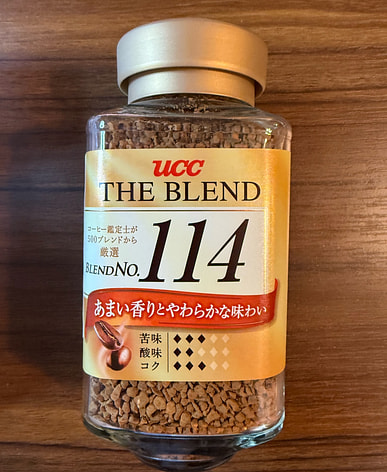 UCC
THE BLEND
コーヒー鑑定士が
500ブレンドから
厳選
BLEND NO. 114
あまい香りとやわらかな味わい
苦味
酸味
コク